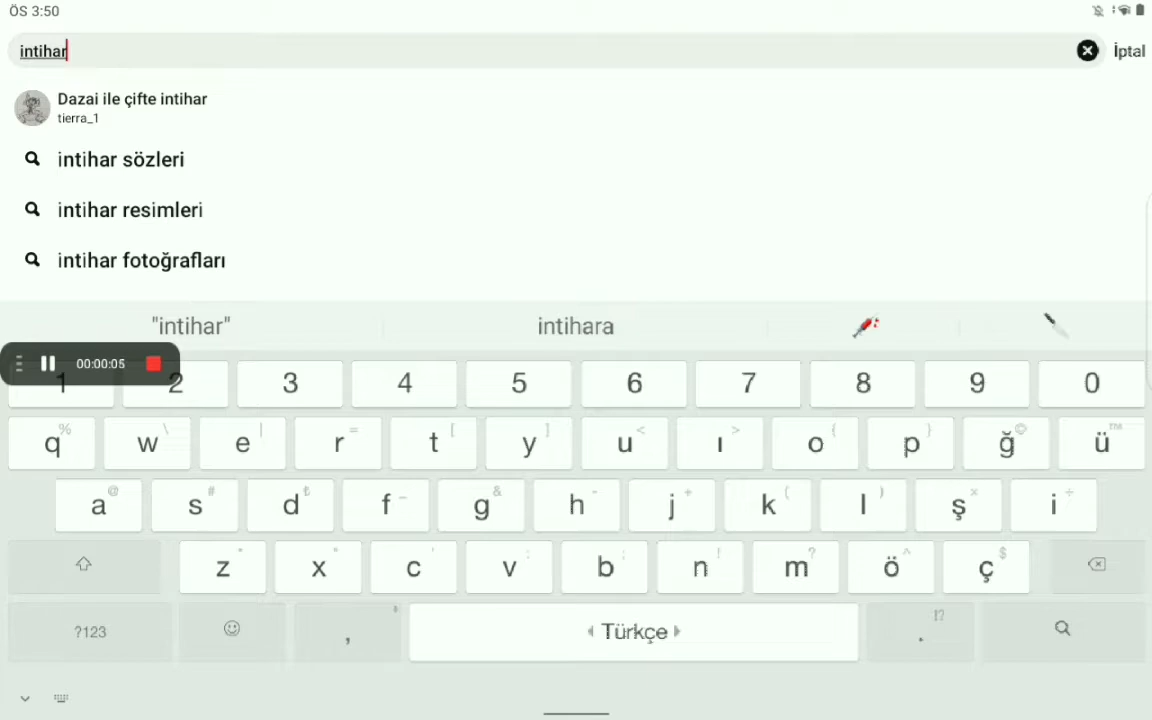 ÖS 3:50
intihar
İptal
Dazai ile çifte intihar
tierra_1
intihar sözleri
intihar resimleri
intihar fotoğrafları
"intihar" intihara
00:00:05
1 2 3 4 5 6 7 8 9 0
q % w \ e | r = t [ y ] u < ı > o { p } ğ © ü ™
a @ s # d ₺ f _ g & h - j + k ( l ) ş × i ÷
z x c ' v : b ; n ! m ? ö ^ ç $
?123 , Türkçe . !?